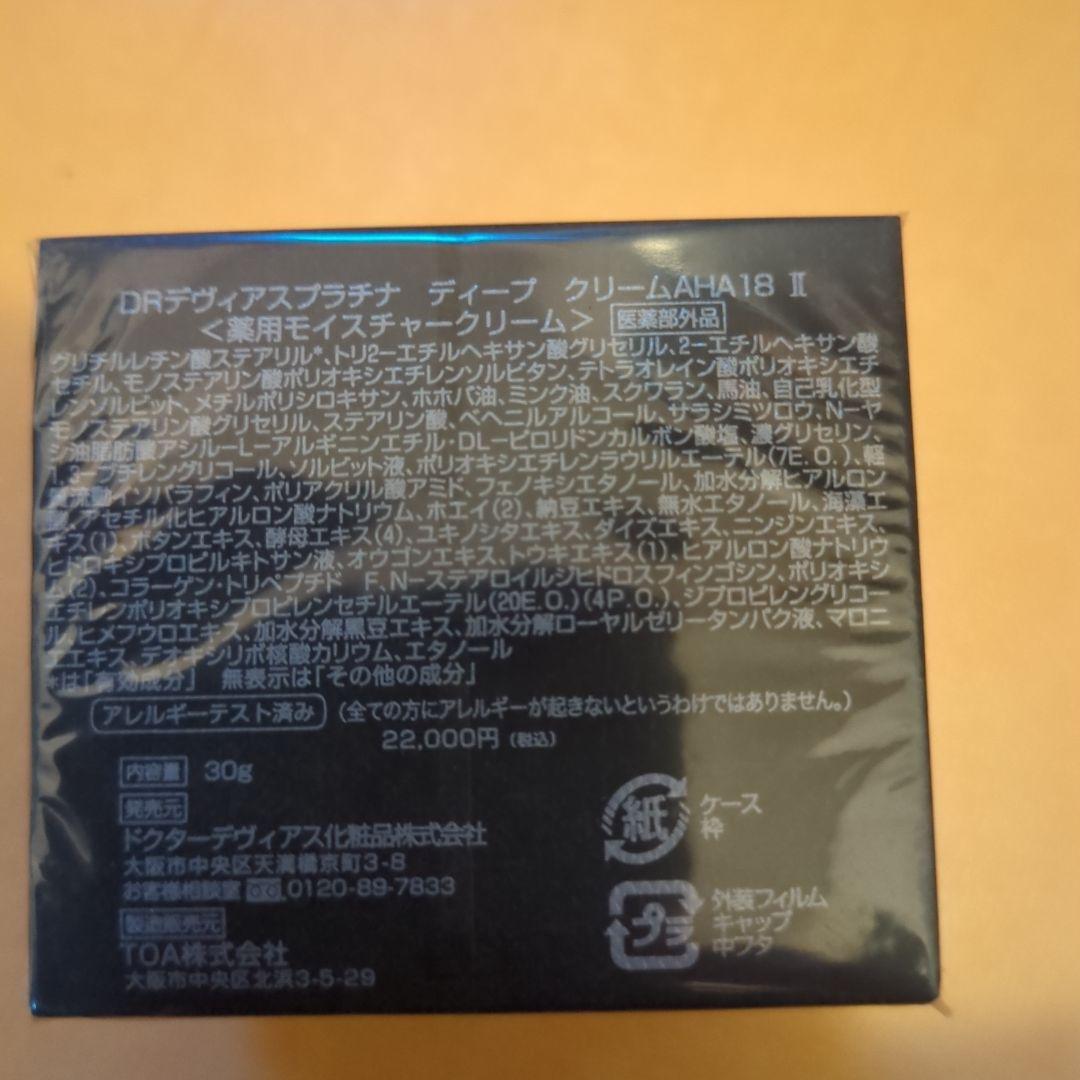 DRデヴィアスプラチナ ディープ クリームAHA18 Ⅱ
<薬用モイスチャークリーム> 医薬部外品
グリチルレチン酸ステアリル*、トリ2-エチルヘキサン酸グリセリル、2-エチルヘキサン酸
セチル、モノステアリン酸ポリオキシエチレンソルビタン、テトラオレイン酸ポリオキシエチ
レンソルビット、メチルポリシロキサン、ホホバ油、ミンク油、スクワラン、馬油、自己乳化型
モノステアリン酸グリセリル、ステアリン酸、ベヘニルアルコール、サラシミツロウ、N-ヤ
シ油脂肪酸アシル-L-アルギニンエチル・DL-ピロリドンカルボン酸塩、濃グリセリン、
1,3-ブチレングリコール、ソルビット液、ポリオキシエチレンラウリルエーテル(7E.O.)、軽
質流動イソパラフィン、ポリアクリル酸アミド、フェノキシエタノール、加水分解ヒアルロン
酸、アセチル化ヒアルロン酸ナトリウム、ホエイ(2)、納豆エキス、無水エタノール、海藻エ
キス(1)、ボタンエキス、酵母エキス(4)、ユキノシタエキス、ダイズエキス、ニンジンエキス、
ヒドロキシプロピルキトサン液、オウゴンエキス、トウキエキス(1)、ヒアルロン酸ナトリウ
ム(2)、コラーゲン・トリペプチド F、N-ステアロイルジヒドロスフィンゴシン、ポリオキシ
エチレンポリオキシプロピレンセチルエーテル(20E.O.)(4P.O.)、ジプロピレングリコー
ル、ヒメフウロエキス、加水分解黒豆エキス、加水分解ローヤルゼリータンパク液、マロニ
エエキス、デオキシリボ核酸カリウム、エタノール
*は「有効成分」 無表示は「その他の成分」
アレルギーテスト済み (全ての方にアレルギーが起きないというわけではありません。)
22,000円 (税込)
内容量 30g
発売元
ドクターデヴィアス化粧品株式会社
大阪市中央区天満橋京町3-8
お客様相談室 0120-89-7833
製造販売元
TOA株式会社
大阪市中央区北浜3-5-29
紙 ケース
枠
プラ 外装フィルム
キャップ
中フタ